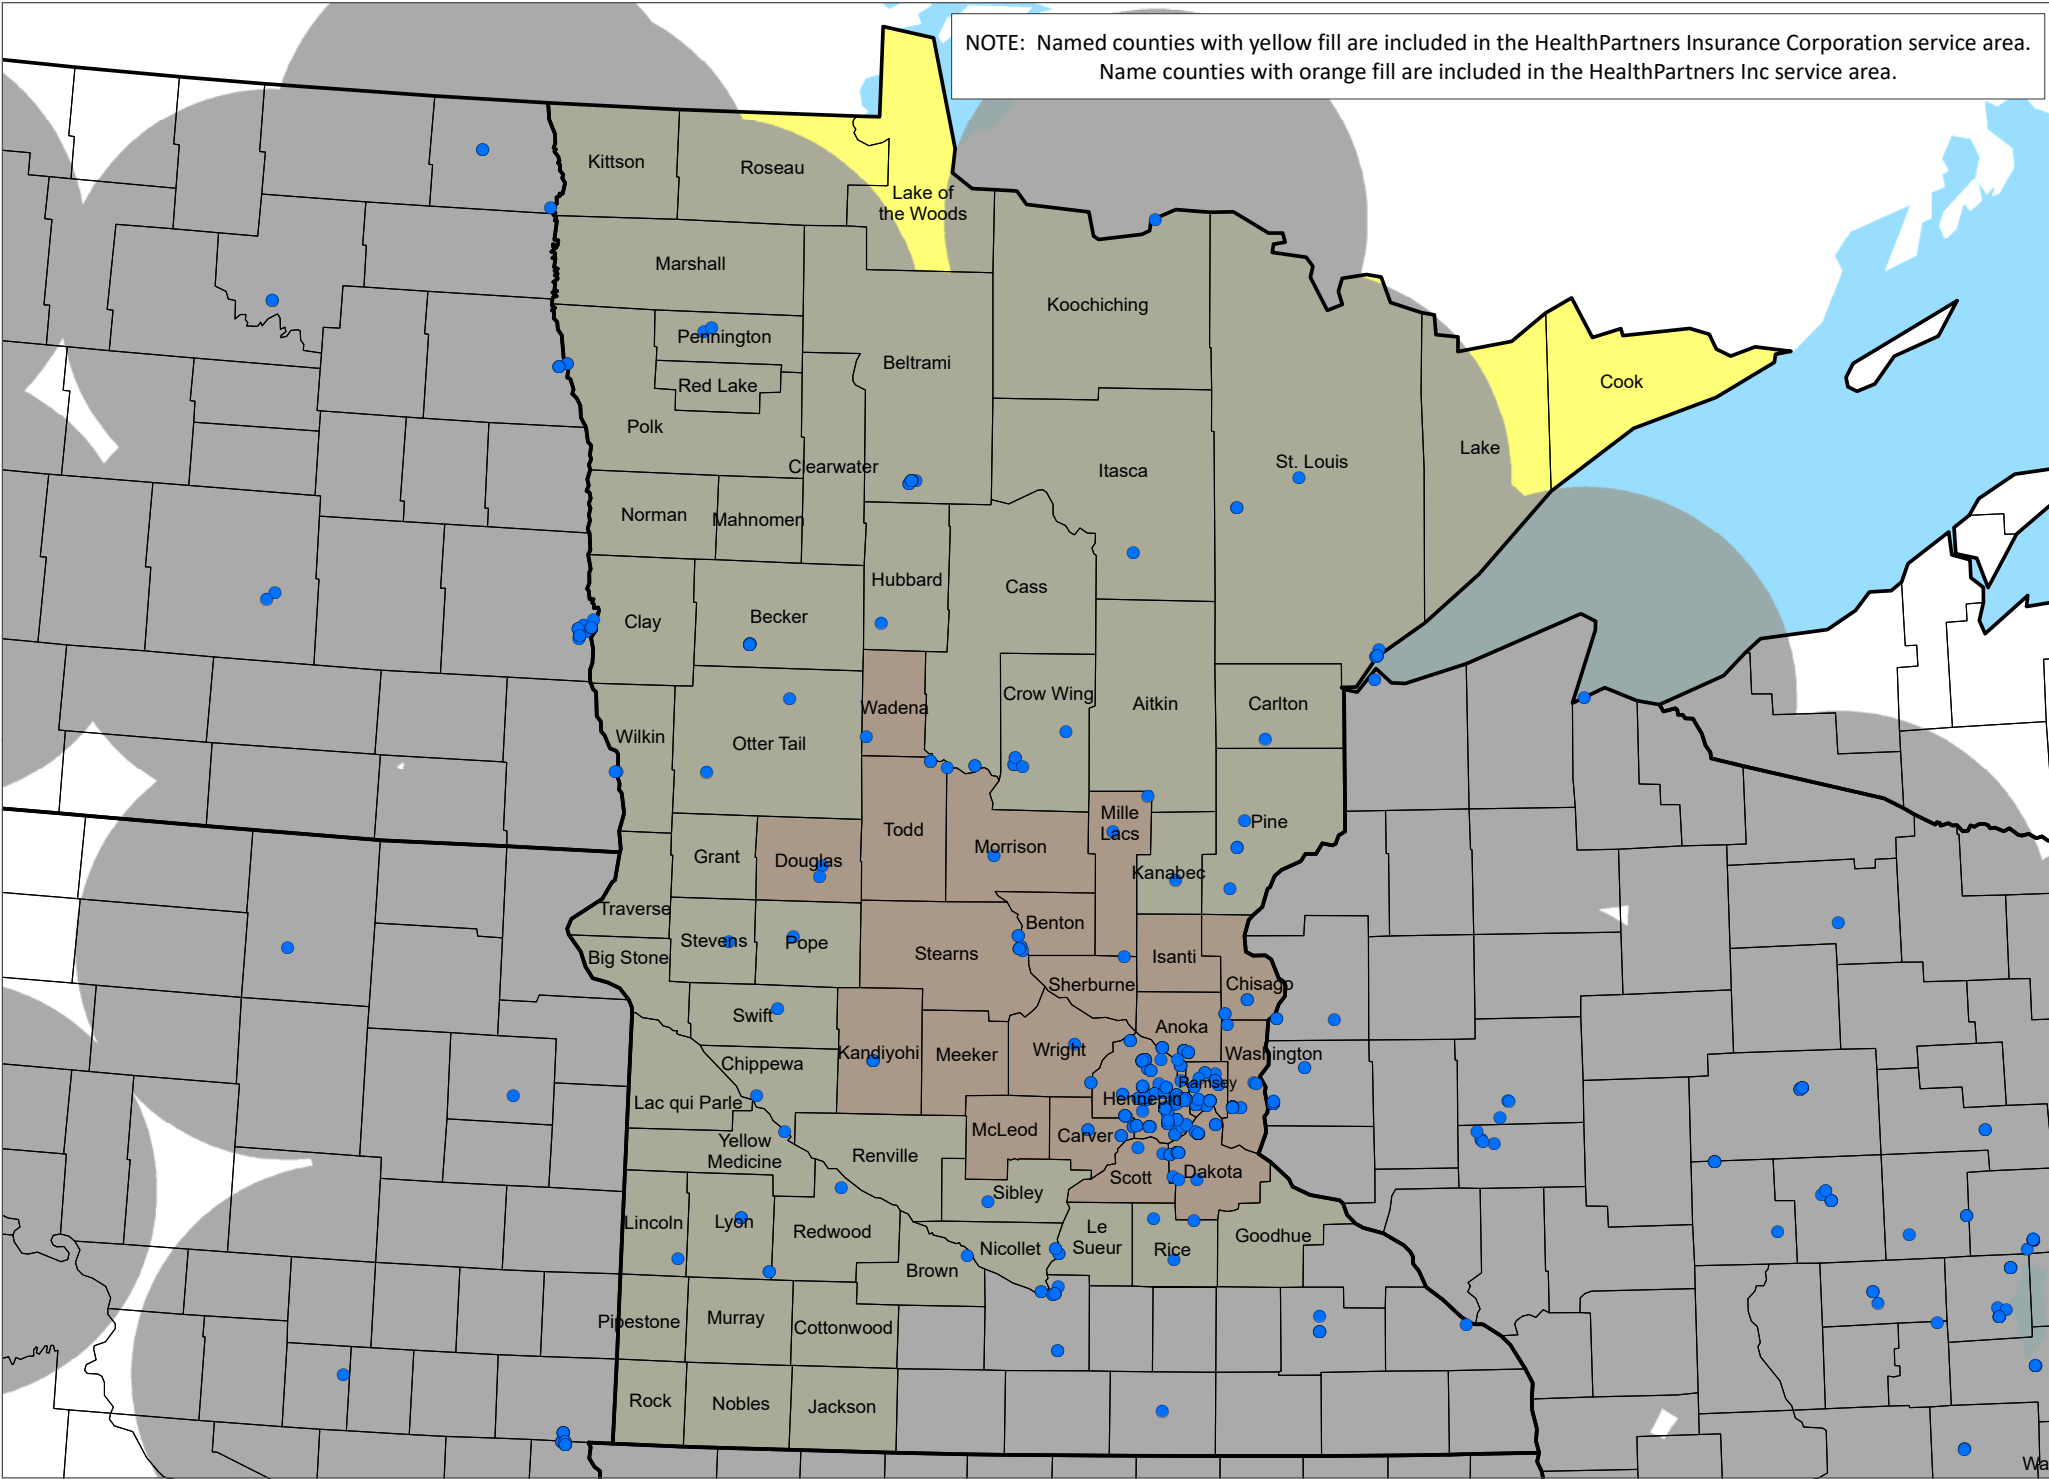 NOTE: Named counties with yellow fill are included in the HealthPartners Insurance Corporation service area.
Name counties with orange fill are included in the HealthPartners Inc service area.
Kittson
Roseau
Lake of
the Woods
Marshall
Koochiching
Pennington
Beltrami
Red Lake
Cook
Polk
Lake
Clearwater
Itasca
St. Louis
Norman
Mahnomen
Hubbard
Cass
Clay
Becker
Crow Wing
Wadena
Aitkin
Carlton
Wilkin
Otter Tail
Mille
Lacs
Todd
Pine
Morrison
Grant
Douglas
Kanabec
Traverse
Benton
Stevens
Pope
Stearns
Isanti
Big Stone
Sherburne
Chisago
Swift
Anoka
Kandiyohi
Meeker
Wright
Washington
Chippewa
Ramsey
Hennepin
Lac qui Parle
McLeod
Carver
Yellow
Medicine
Renville
Scott
Dakota
Sibley
Lincoln
Lyon
Redwood
Le
Sueur
Nicollet
Rice
Goodhue
Brown
Pipestone
Murray
Cottonwood
Rock
Nobles
Jackson
Wa